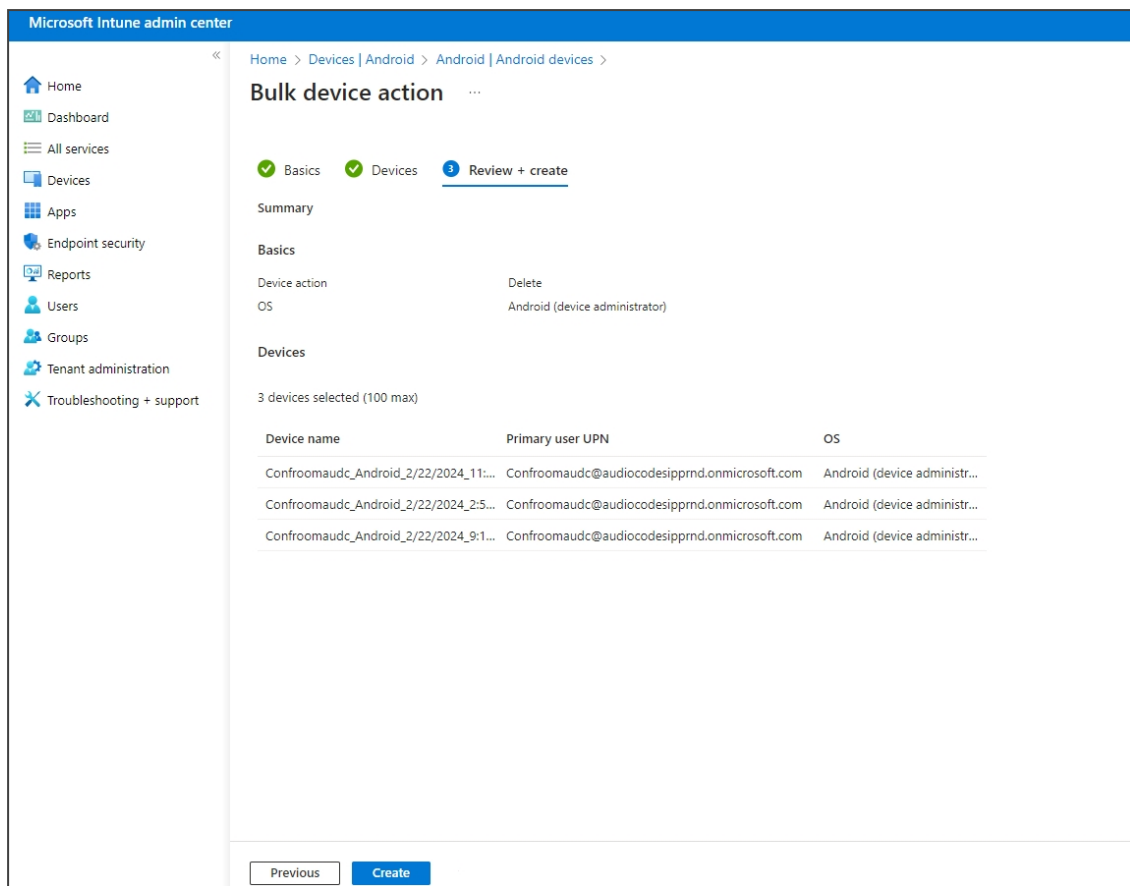 Microsoft Intune admin center
«
Home > Devices | Android > Android | Android devices >
Bulk device action ...
Home
Dashboard
All services
Devices
Apps
Endpoint security
Reports
Users
Groups
Tenant administration
Troubleshooting + support
Basics
Devices
3 Review + create
Summary
Basics
Device action Delete
OS Android (device administrator)
Devices
3 devices selected (100 max)
Device name Primary user UPN OS
Confroomaudc_Android_2/22/2024_11:... Confroomaudc@audiocodesipprnd.onmicrosoft.com Android (device administr...
Confroomaudc_Android_2/22/2024_2:5... Confroomaudc@audiocodesipprnd.onmicrosoft.com Android (device administr...
Confroomaudc_Android_2/22/2024_9:1... Confroomaudc@audiocodesipprnd.onmicrosoft.com Android (device administr...
Previous Create